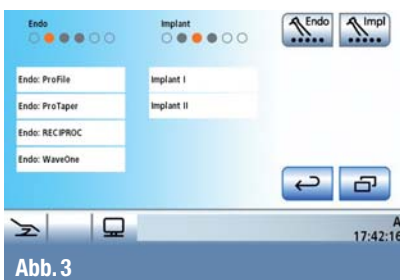 Endo
Implant
Endo
Impl
Endo: ProFile
Implant I
Endo: ProTaper
Implant II
Endo: RECIPROC
Endo: WaveOne
A
17:42:16
Abb. 3